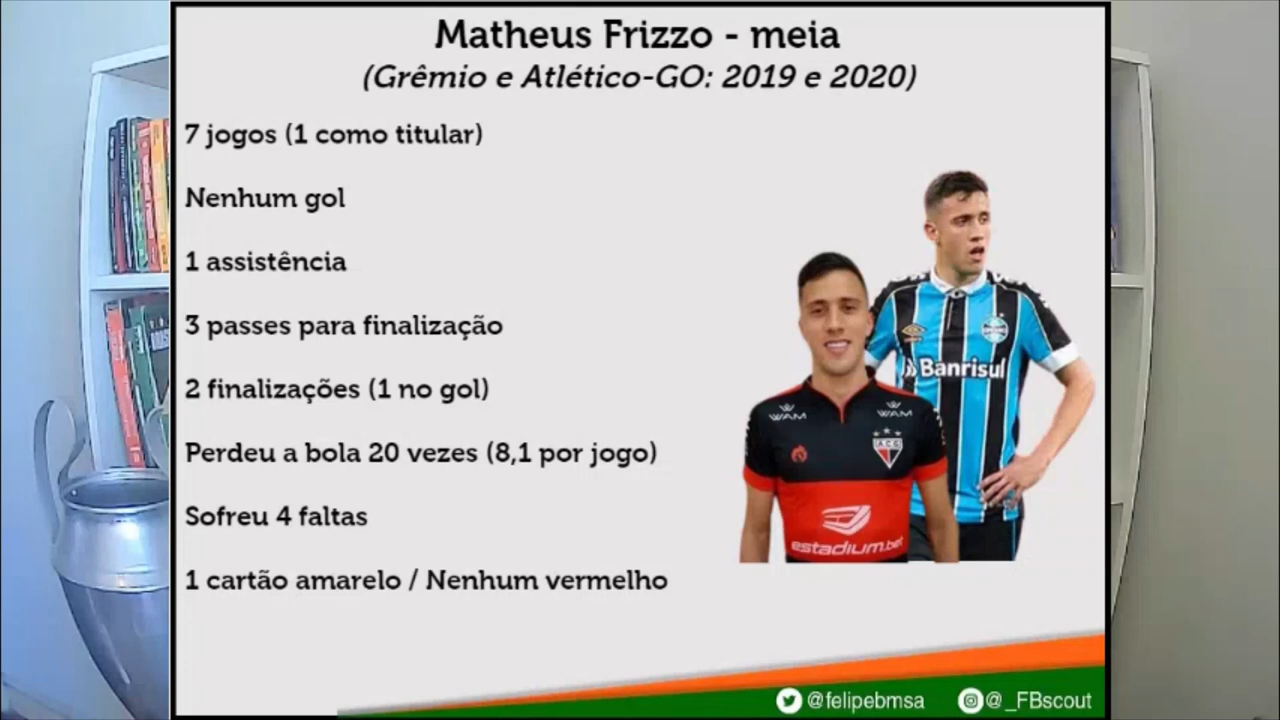 Matheus Frizzo - meia
(Grêmio e Atlético-GO: 2019 e 2020)
7 jogos (1 como titular)
Nenhum gol
1 assistência
3 passes para finalização
2 finalizações (1 no gol)
Perdeu a bola 20 vezes (8,1 por jogo)
Sofreu 4 faltas
1 cartão amarelo / Nenhum vermelho
Banrisul
WAM
WAM
A.C.G
estadium.bet
@felipebmsa
@_FBscout